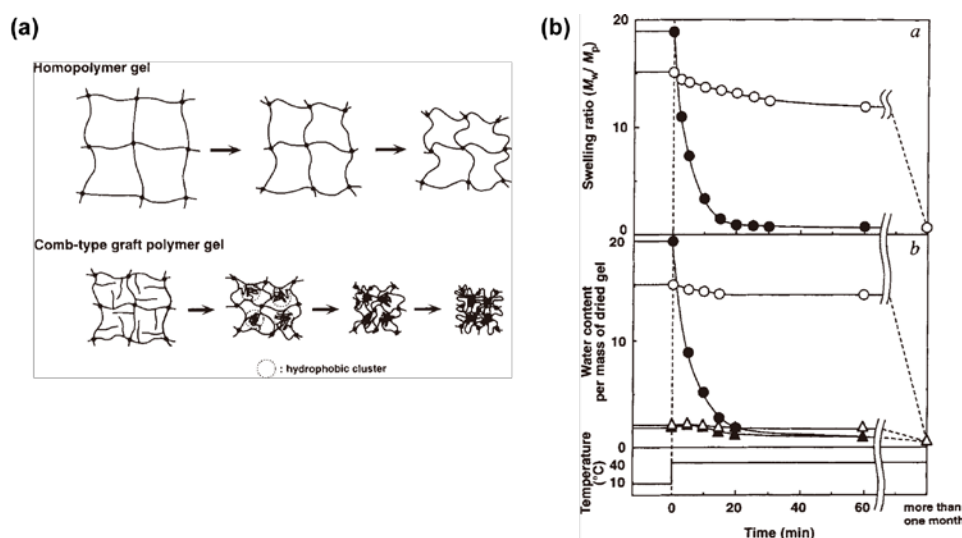 (a)
Homopolymer gel
Comb-type graft polymer gel
: hydrophobic cluster
(b)
a
Swelling ratio (Mw/ Mp)
20
10
0
b
Water content
per mass of dried gel
20
10
0
Temperature
(°C)
40
10
0
20
40
60
more than
one month
Time (min)